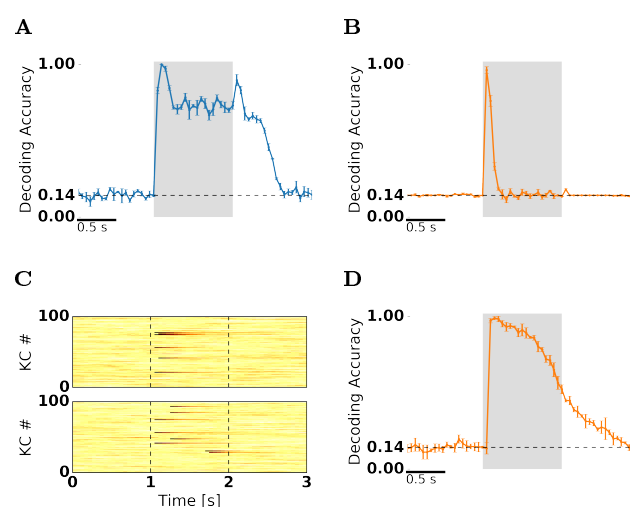 A
1.00
Decoding Accuracy
0.14
0.00
0.5 s
B
1.00
Decoding Accuracy
0.14
0.00
0.5 s
C
100
KC #
0
100
KC #
0
0 1 2 3
Time [s]
D
1.00
Decoding Accuracy
0.14
0.00
0.5 s